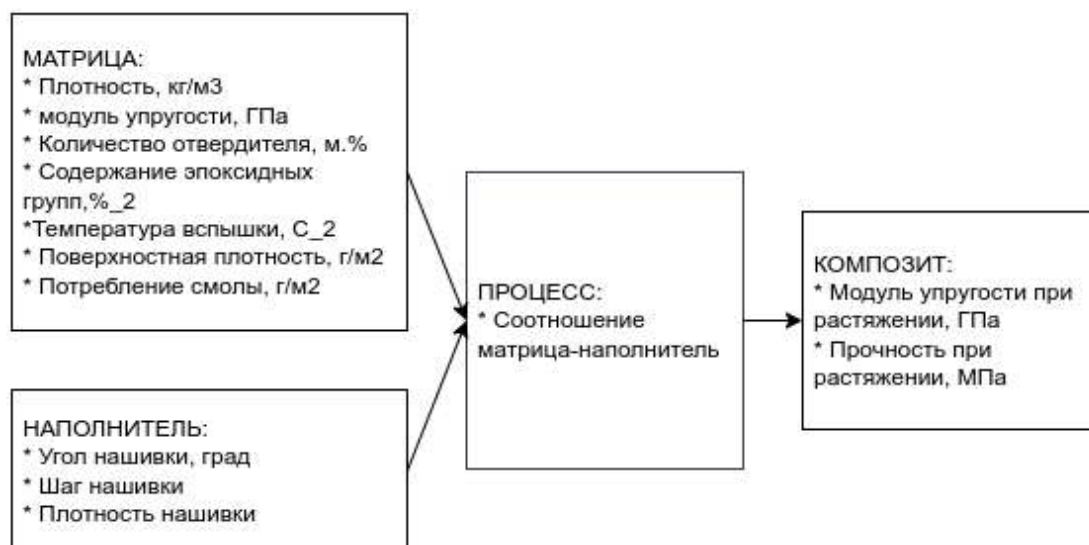 МАТРИЦА:
* Плотность, кг/м3
* модуль упругости, ГПа
* Количество отвердителя, м.%
* Содержание эпоксидных
групп,%_2
*Температура вспышки, С_2
* Поверхностная плотность, г/м2
* Потребление смолы, г/м2
НАПОЛНИТЕЛЬ:
* Угол нашивки, град
* Шаг нашивки
* Плотность нашивки
ПРОЦЕСС:
* Соотношение
матрица-наполнитель
КОМПОЗИТ:
* Модуль упругости при
растяжении, ГПа
* Прочность при
растяжении, МПа